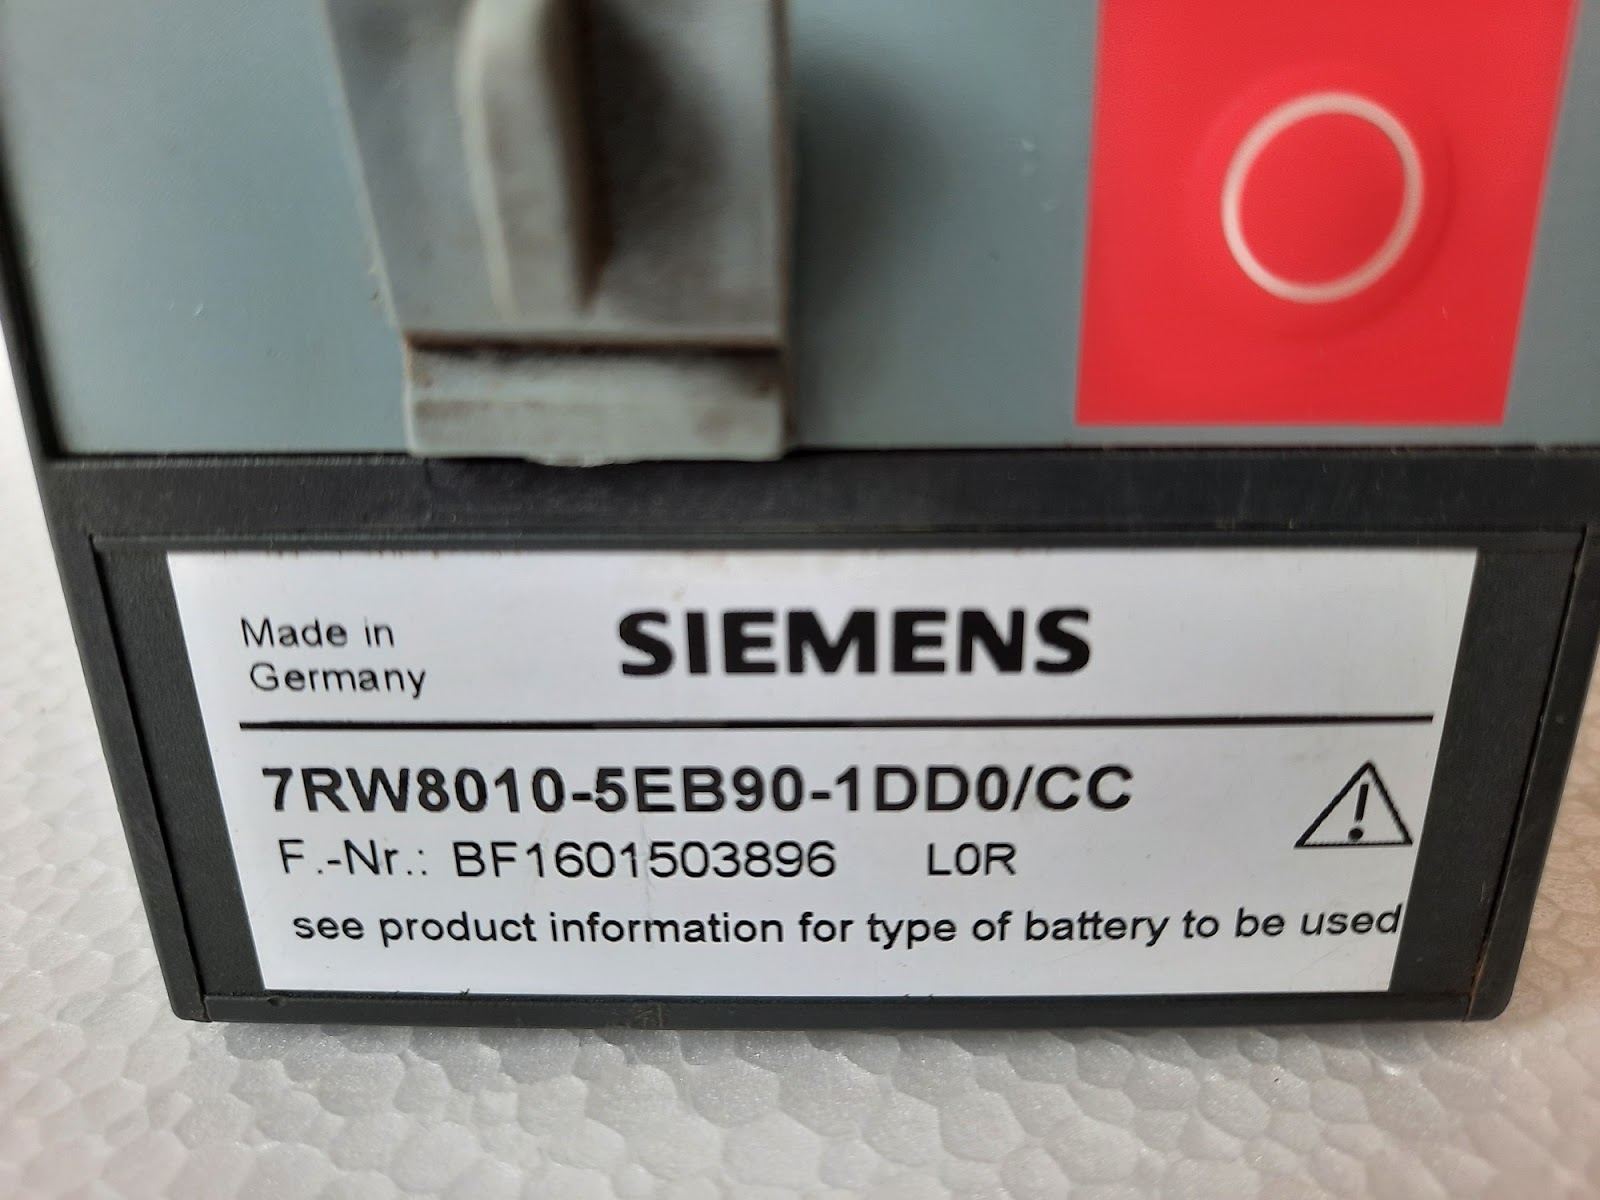 Made in
Germany
SIEMENS
7RW8010-5EB90-1DD0/CC
F.-Nr.: BF1601503896 L0R
see product information for type of battery to be used